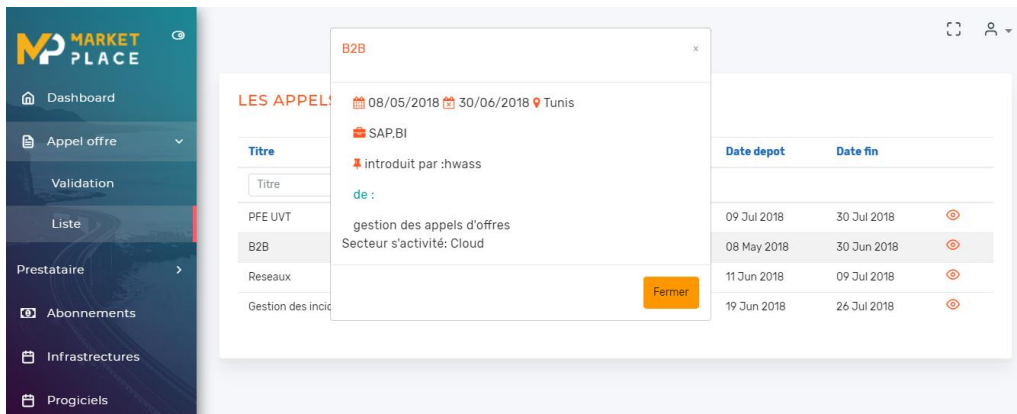 MARKET
PLACE
Dashboard
Appel offre
Validation
Liste
Prestataire
Abonnements
Infrastrectures
Progiciels
B2B
x
08/05/2018 30/06/2018 Tunis
SAP,BI
introduit par :hwass
de :
gestion des appels d'offres
Secteur s'activité: Cloud
Fermer
LES APPELS
Titre Date depot Date fin
Titre
PFE UVT 09 Jul 2018 30 Jul 2018
B2B 08 May 2018 30 Jun 2018
Reseaux 11 Jun 2018 09 Jul 2018
Gestion des 19 Jun 2018 26 Jul 2018